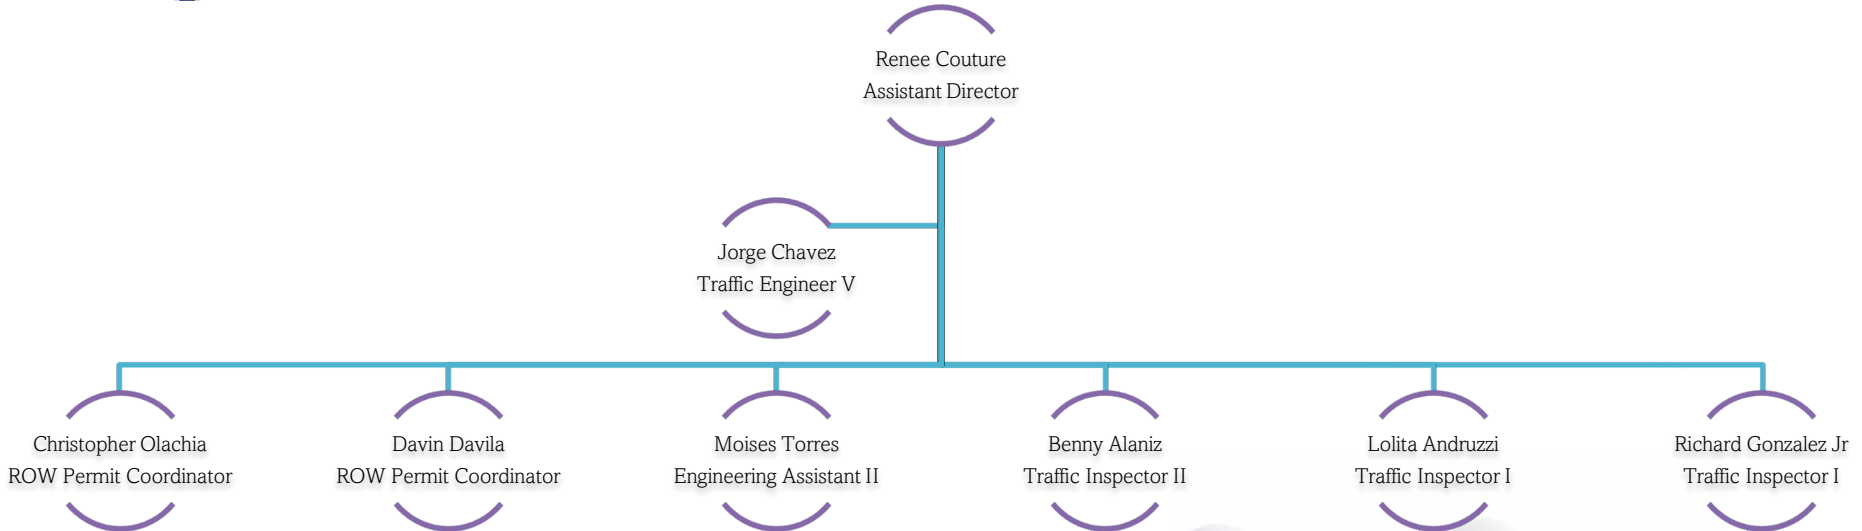 Renee Couture
Assistant Director
Jorge Chavez
Traffic Engineer V
Christopher Olachia
ROW Permit Coordinator
Davin Davila
ROW Permit Coordinator
Moises Torres
Engineering Assistant II
Benny Alaniz
Traffic Inspector II
Lolita Andruzzi
Traffic Inspector I
Richard Gonzalez Jr
Traffic Inspector I